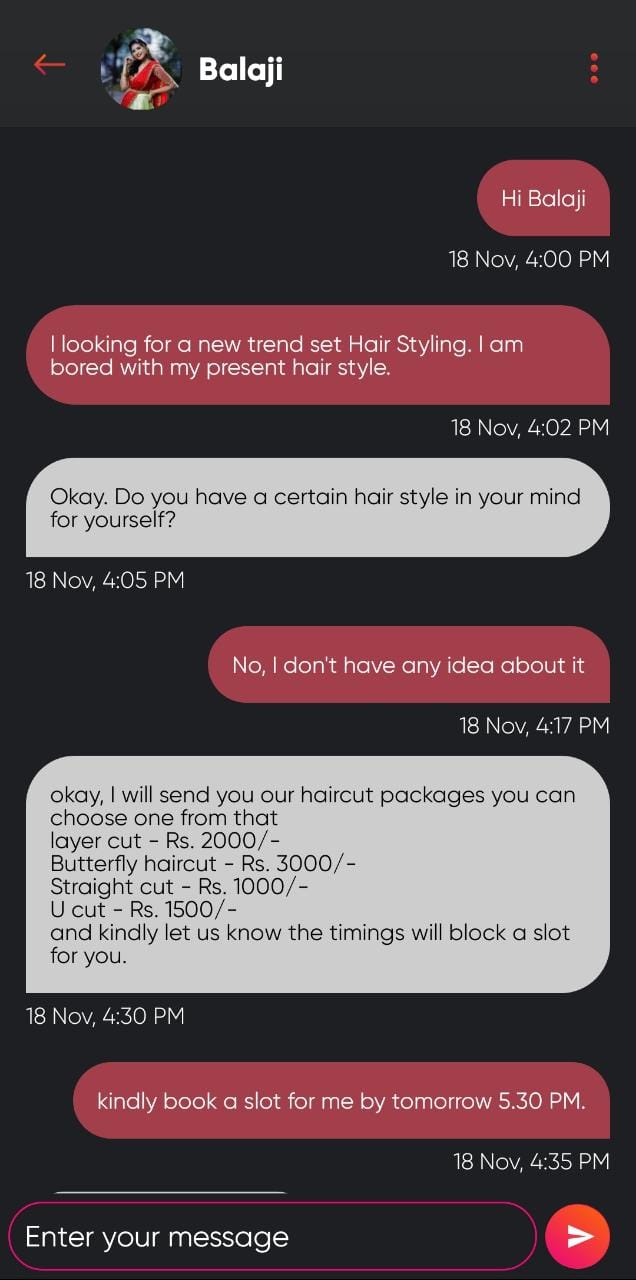 Balaji
Hi Balaji
18 Nov, 4:00 PM
I looking for a new trend set Hair Styling. I am
bored with my present hair style.
18 Nov, 4:02 PM
Okay. Do you have a certain hair style in your mind
for yourself?
18 Nov, 4:05 PM
No, I don't have any idea about it
18 Nov, 4:17 PM
okay, I will send you our haircut packages you can
choose one from that
layer cut - Rs. 2000/-
Butterfly haircut - Rs. 3000/-
Straight cut - Rs. 1000/-
U cut - Rs. 1500/-
and kindly let us know the timings will block a slot
for you.
18 Nov, 4:30 PM
kindly book a slot for me by tomorrow 5.30 PM.
18 Nov, 4:35 PM
Enter your message